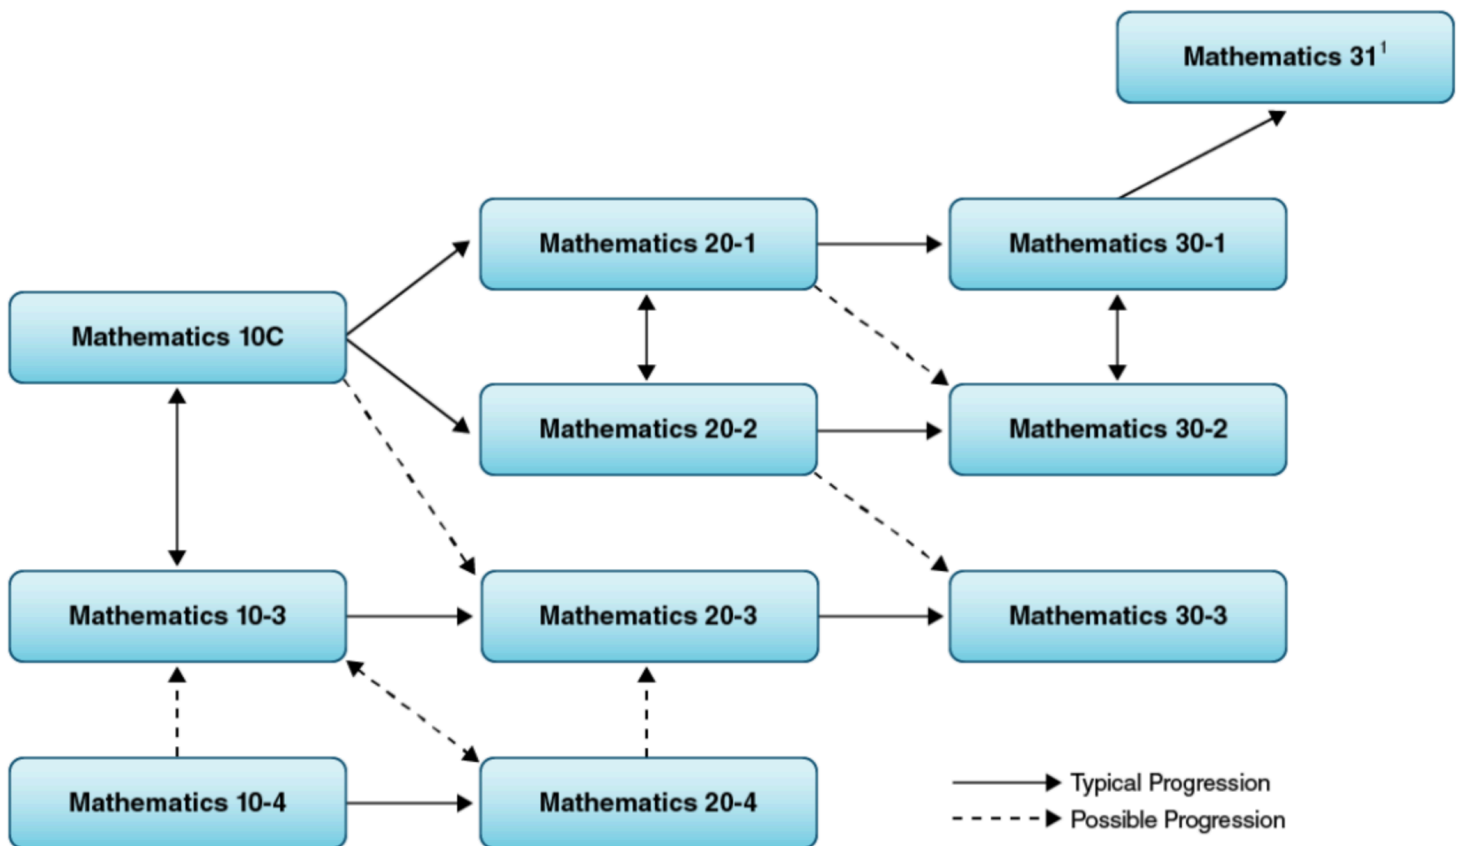 Mathematics 31¹
Mathematics 20-1
Mathematics 30-1
Mathematics 10C
Mathematics 20-2
Mathematics 30-2
Mathematics 10-3
Mathematics 20-3
Mathematics 30-3
Mathematics 10-4
Mathematics 20-4
Typical Progression
Possible Progression